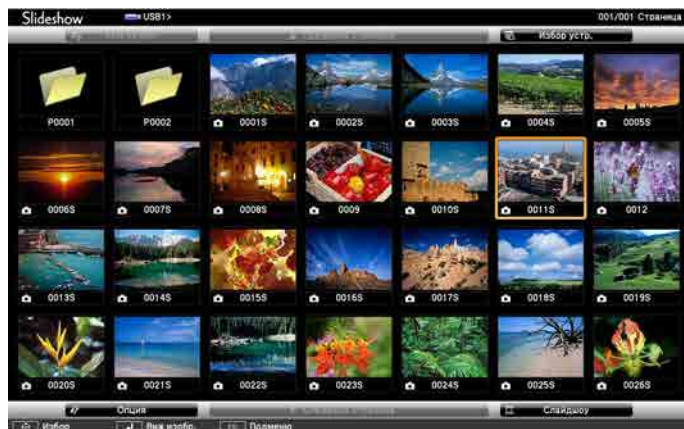 Slideshow USB1> 001/001 Страница
Избор устр.
P0001 P0002 0001S 0002S 0003S 0004S 0005S
0006S 0007S 0008S 0009 0010S 0011S 0012
0013S 0014S 0015S 0016S 0017S 0018S 0019S
0020S 0021S 0022S 0023S 0024S 0025S 0026S
Опция Слайдшоу
Избор Виж изобр. Esc Подменю